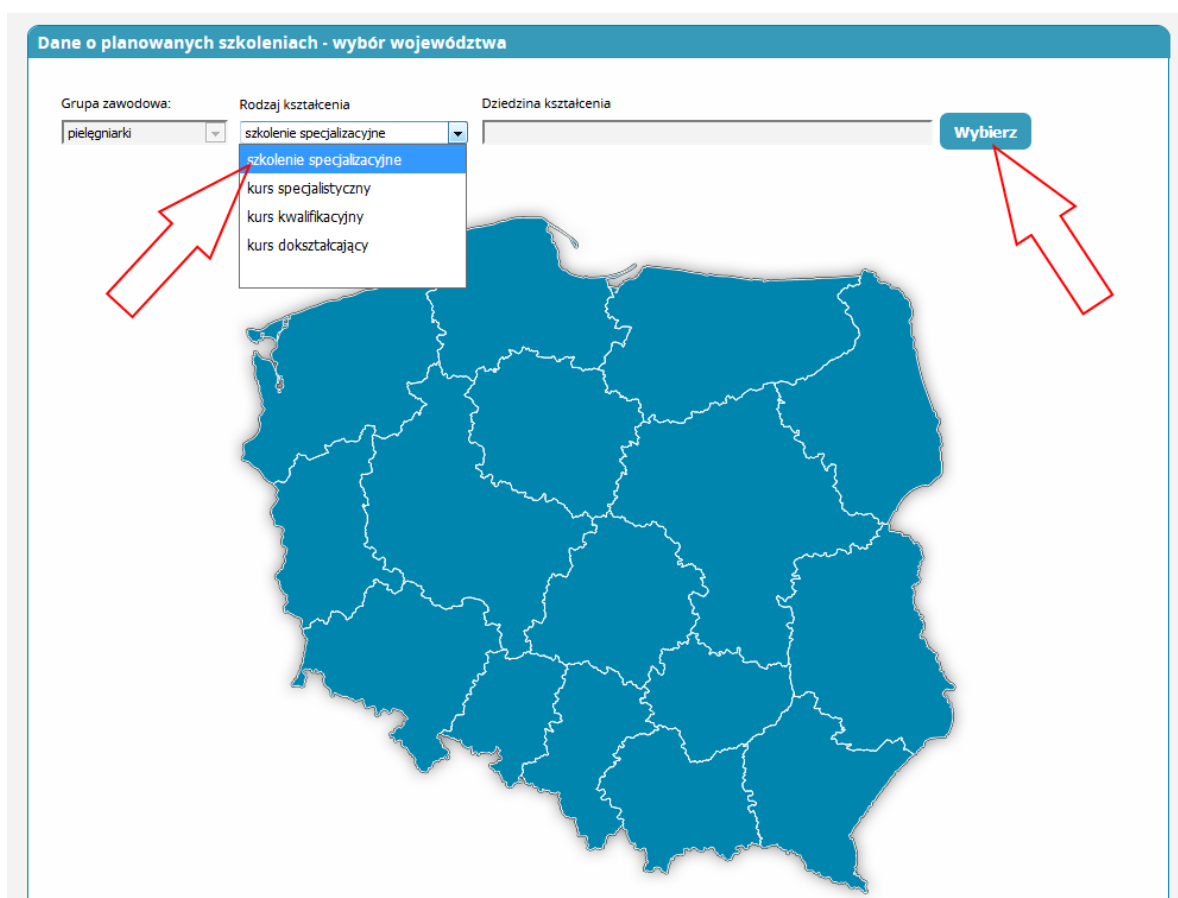 Dane o planowanych szkoleniach - wybór województwa
Grupa zawodowa: Rodzaj kształcenia Dziedzina kształcenia
pielęgniarki szkolenie specjalizacyjne Wybierz
szkolenie specjalizacyjne
kurs specjalistyczny
kurs kwalifikacyjny
kurs dokształcający